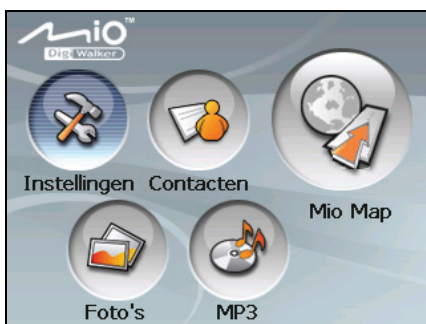 Mio™
DigiWalker
Instellingen Contacten
Mio Map
Foto's MP3